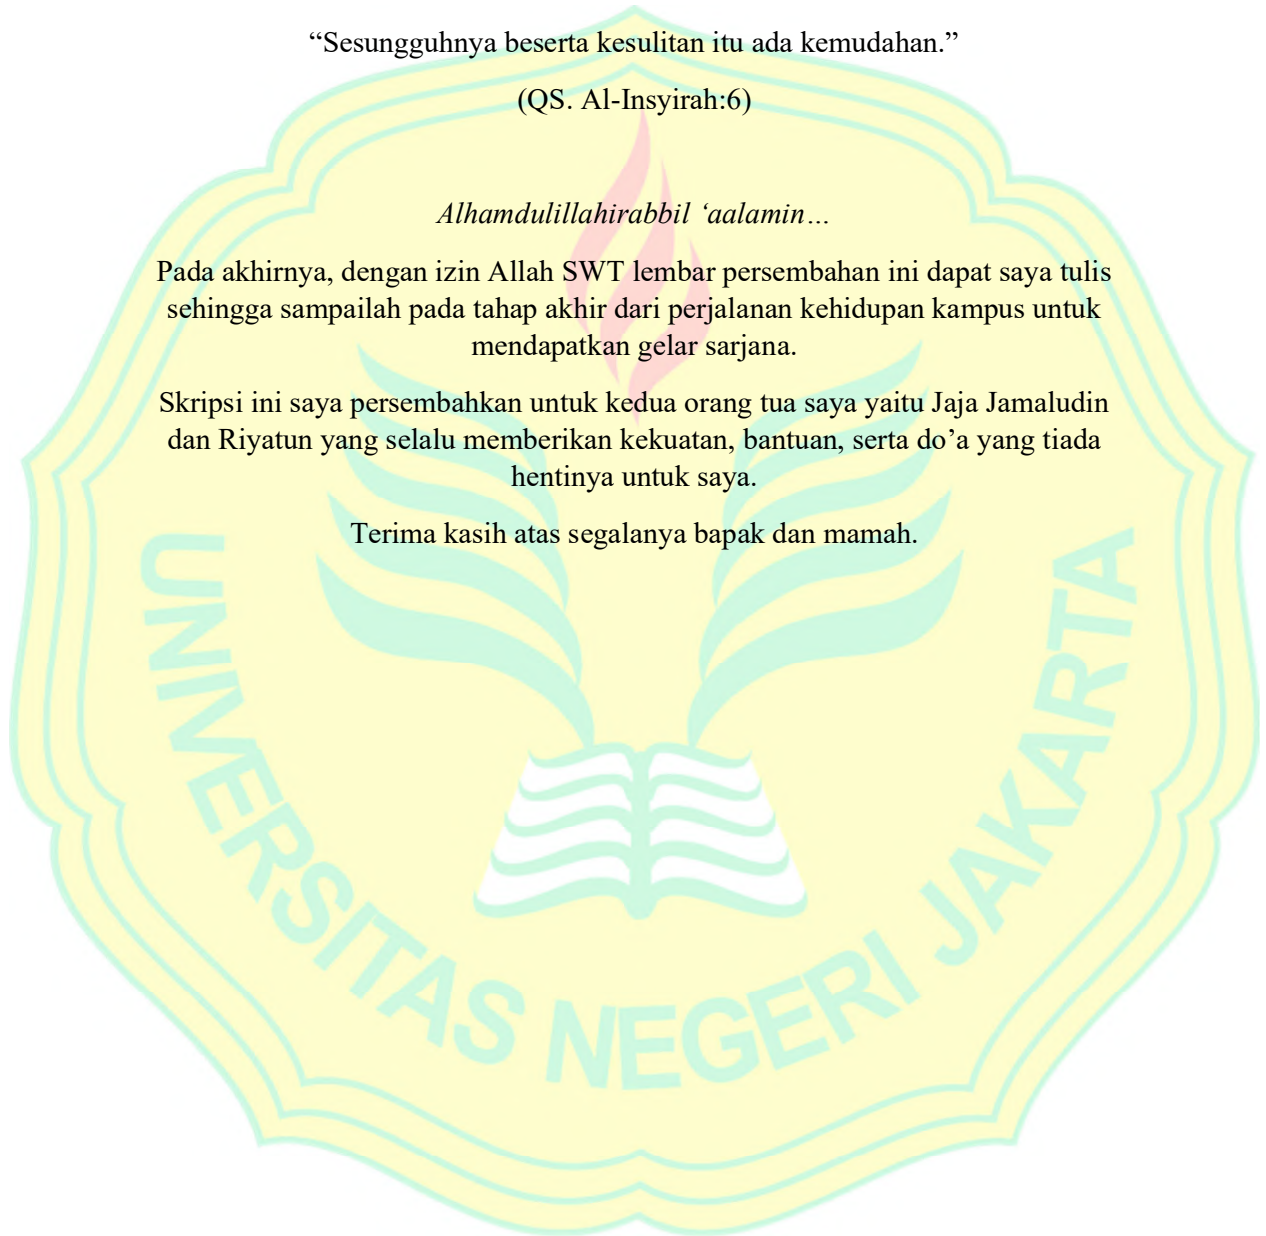 “Sesungguhnya beserta kesulitan itu ada kemudahan.”
(QS. Al-Insyirah:6)
Alhamdulillahirabbil ‘aalamin…
Pada akhirnya, dengan izin Allah SWT lembar persembahan ini dapat saya tulis
sehingga sampailah pada tahap akhir dari perjalanan kehidupan kampus untuk
mendapatkan gelar sarjana.
Skripsi ini saya persembahkan untuk kedua orang tua saya yaitu Jaja Jamaludin
dan Riyatun yang selalu memberikan kekuatan, bantuan, serta do’a yang tiada
hentinya untuk saya.
Terima kasih atas segalanya bapak dan mamah.
UNIVERSITAS NEGERI JAKARTA